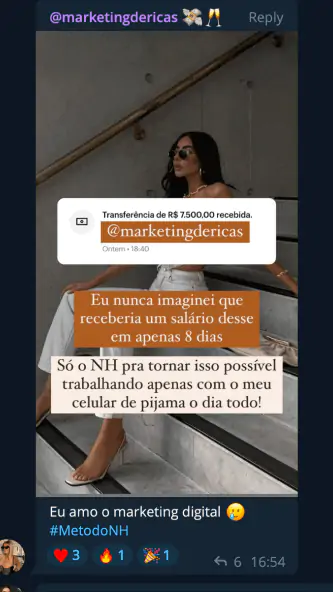 @marketingdericas 💸🥂 Reply
Transferência de R$ 7.500,00 recebida.
@marketingdericas
Ontem • 18:40
Eu nunca imaginei que
receberia um salário desse
em apenas 8 dias
Só o NH pra tornar isso possível
trabalhando apenas com o meu
celular de pijama o dia todo!
Eu amo o marketing digital 🥲
#MetodoNH
❤️ 3 🔥 1 🎉 1 6 16:54